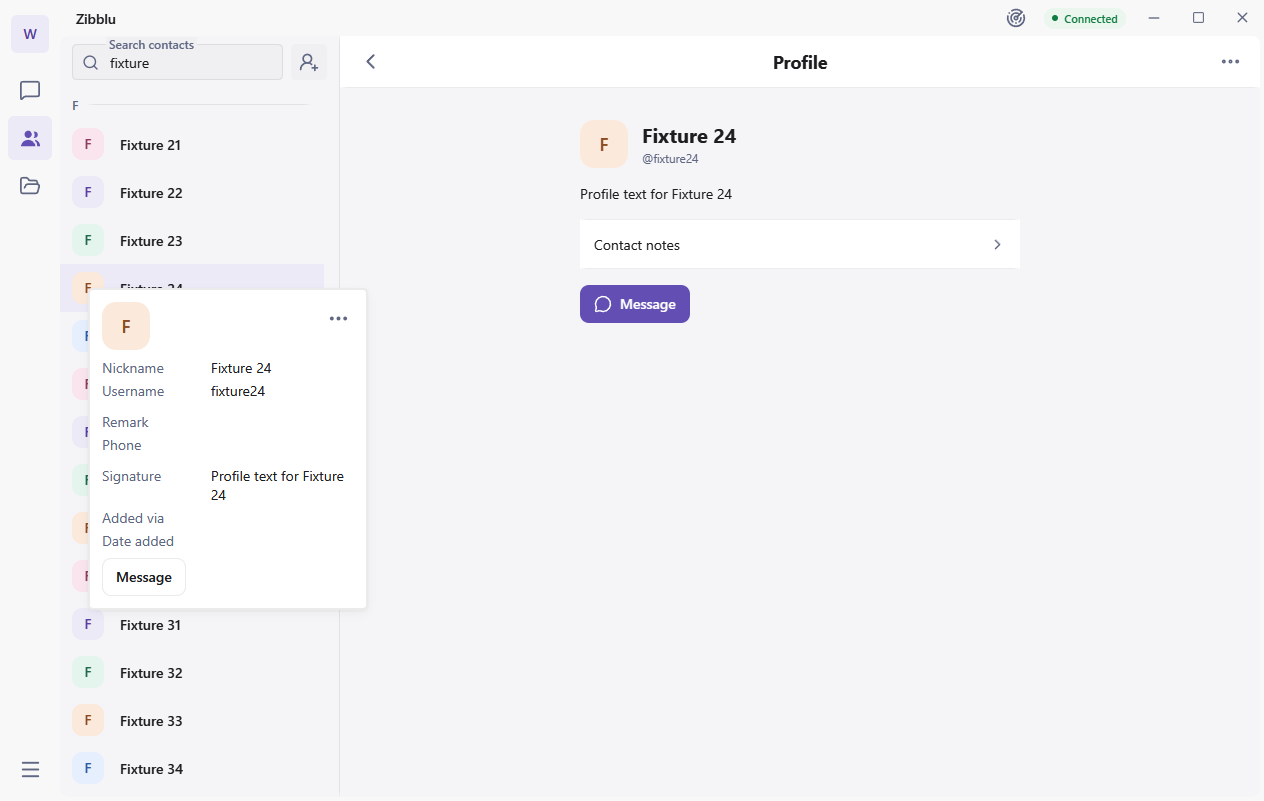 W
Zibblu
Connected
Search contacts
fixture
Profile
F
F
Fixture 21
F
Fixture 22
F
Fixture 23
F
Fixture 24
F
Fixture 24
@fixture24
Profile text for Fixture 24
Contact notes
Message
F
Nickname
Fixture 24
Username
fixture24
Remark
Phone
Signature
Profile text for Fixture
24
Added via
Date added
Message
F
Fixture 31
F
Fixture 32
F
Fixture 33
F
Fixture 34